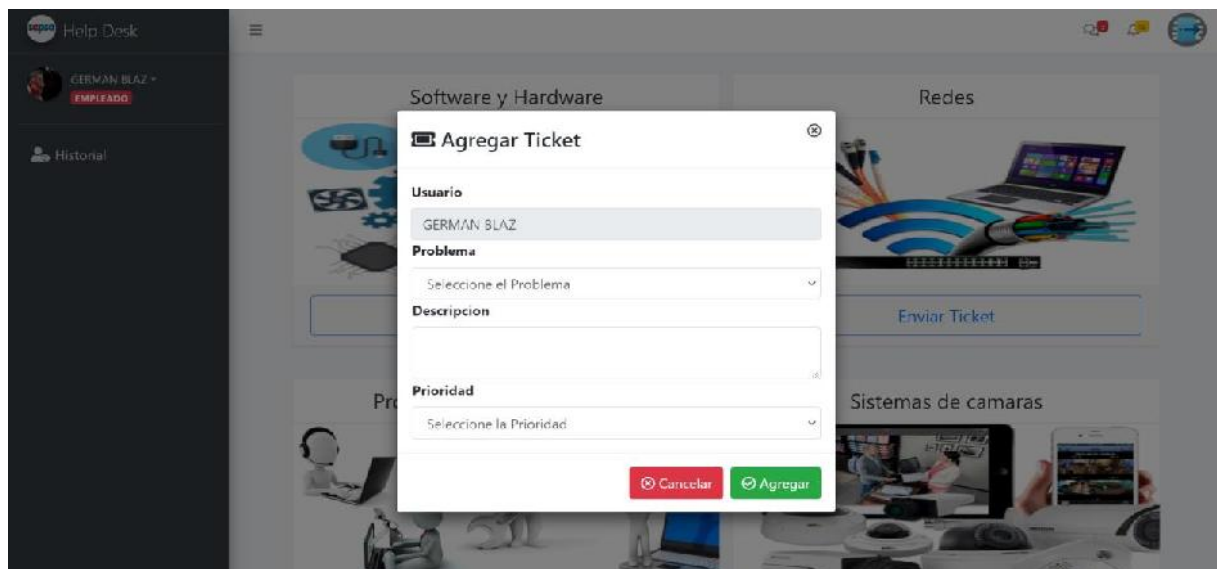 sepsa Help Desk
GERMAN BLAZ
EMPLEADO
Historial
Software y Hardware
Redes
Agregar Ticket
Usuario
GERMAN BLAZ
Problema
Seleccione el Problema
Descripcion
Prioridad
Seleccione la Prioridad
Cancelar
Agregar
Enviar Ticket
Sistemas de camaras